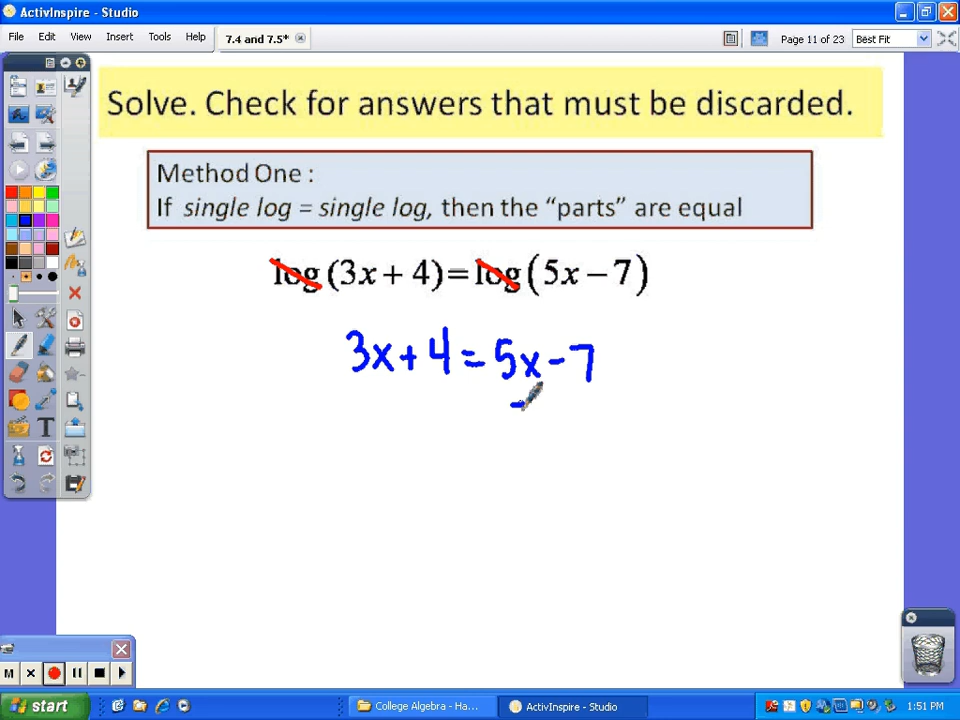 ActivInspire - Studio
File Edit View Insert Tools Help 7.4 and 7.5* Page 11 of 23 Best Fit
Solve. Check for answers that must be discarded.
Method One :
If single log = single log, then the “parts” are equal
log(3x + 4) = log(5x − 7)
3x + 4 = 5x − 7
−
T
M
start College Algebra - Ha... ActivInspire - Studio 1:51 PM